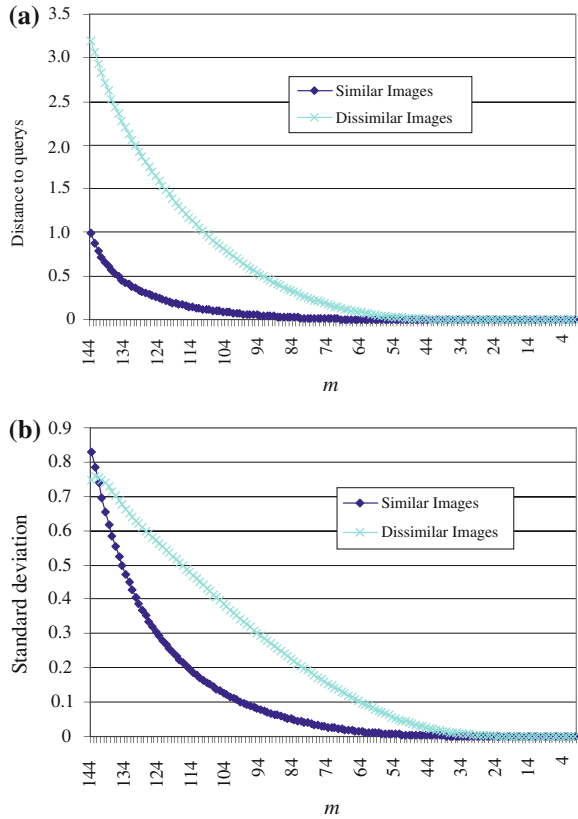 (a)
3.5
3.0
2.5
2.0
1.5
1.0
0.5
0
Distance to querys
Similar Images
Dissimilar Images
144 134 124 114 104 94 84 74 64 54 44 34 24 14 4
m
(b)
0.9
0.8
0.7
0.6
0.5
0.4
0.3
0.2
0.1
0
Standard deviation
Similar Images
Dissimilar Images
144 134 124 114 104 94 84 74 64 54 44 34 24 14 4
m